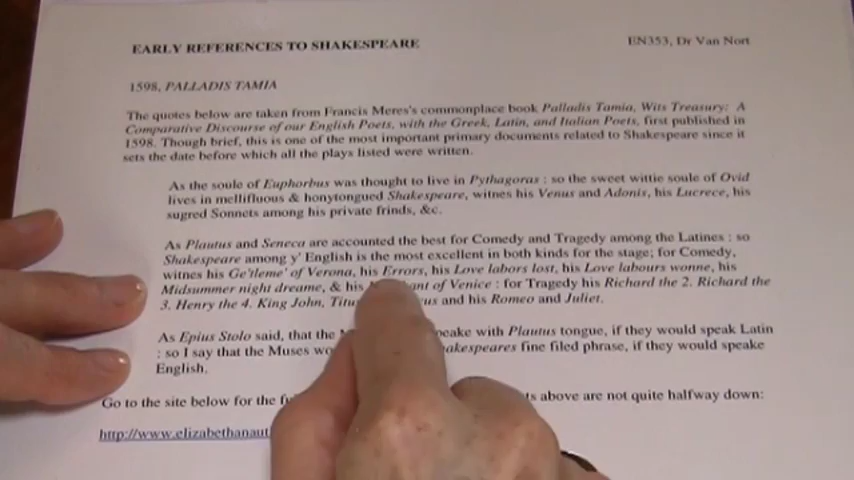 EARLY REFERENCES TO SHAKESPEARE
EN353, Dr Van Nort
1598, PALLADIS TAMIA
The quotes below are taken from Francis Meres's commonplace book Palladis Tamia, Wits Treasury: A
Comparative Discourse of our English Poets, with the Greek, Latin, and Italian Poets, first published in
1598. Though brief, this is one of the most important primary documents related to Shakespeare since it
sets the date before which all the plays listed were written.
As the soule of Euphorbus was thought to live in Pythagoras : so the sweet wittie soule of Ovid
lives in mellifluous & honytongued Shakespeare, witnes his Venus and Adonis, his Lucrece, his
sugred Sonnets among his private frinds, &c.
As Plautus and Seneca are accounted the best for Comedy and Tragedy among the Latines : so
Shakespeare among y' English is the most excellent in both kinds for the stage; for Comedy,
witnes his Ge'tleme' of Verona, his Errors, his Love labors lost, his Love labours wonne, his
Midsummer night dreame, & his of Venice : for Tragedy his Richard the 2. Richard the
3. Henry the 4. King John, and his Romeo and Juliet.
As Epius Stolo said, that the with Plautus tongue, if they would speak Latin
: so I say that the Muses fine filed phrase, if they would speake
English.
Go to the site below for the above are not quite halfway down: